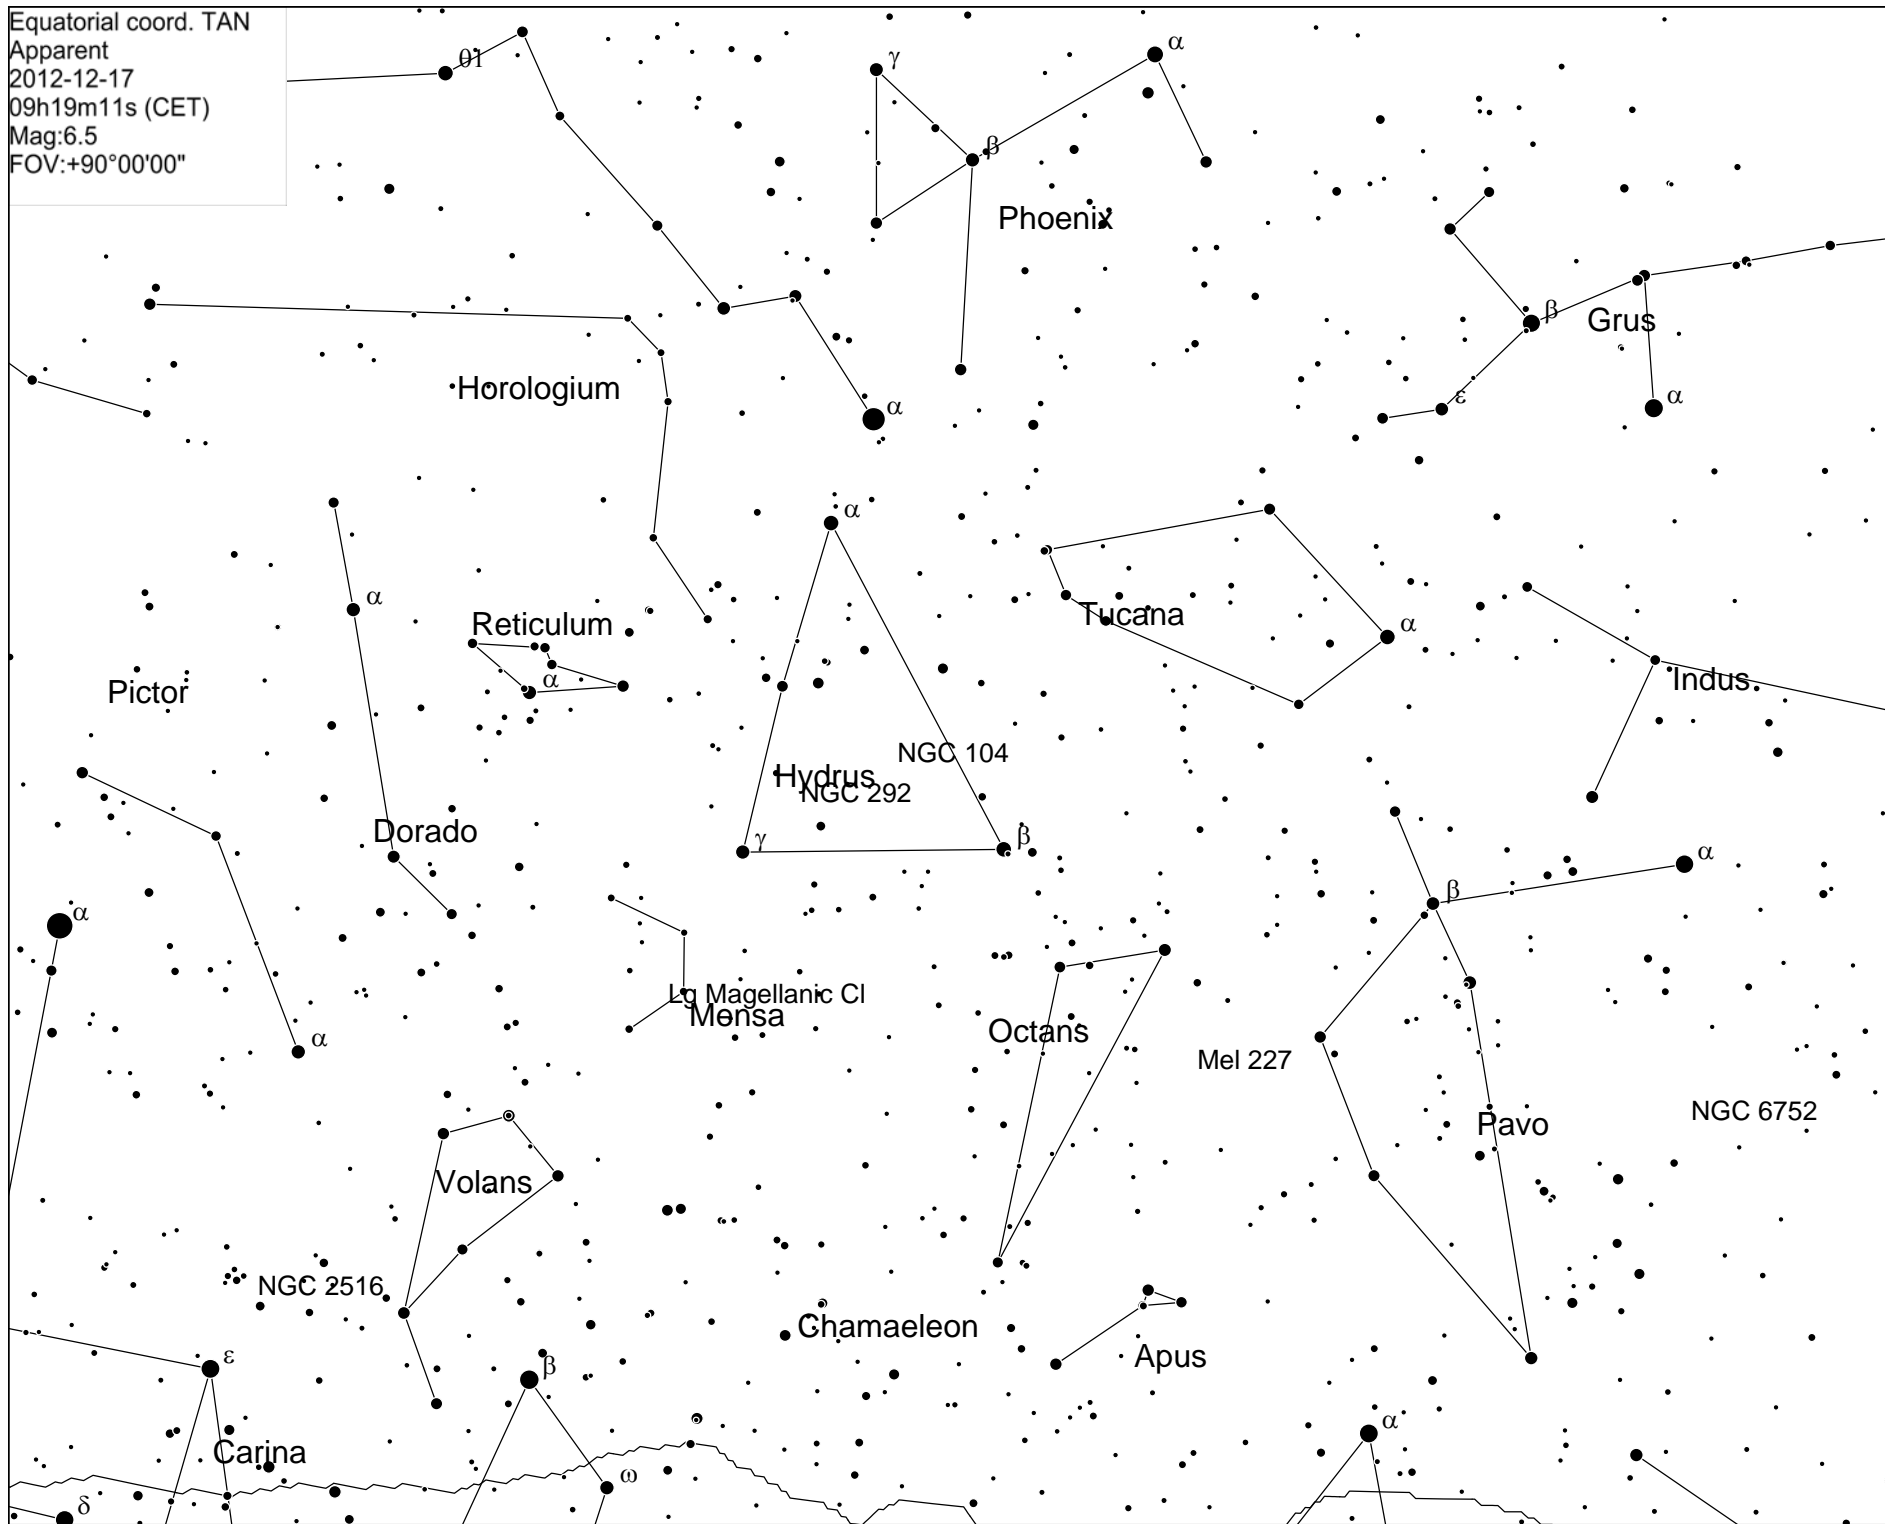 Equatorial coord. TAN
Apparent
2012-12-17
09h19m11s (CET)
Mag:6.5
FOV:+90°00'00"
θ1
γ
α
β
Phoenix
β
Grus
Horologium
ε
α
α
α
α
Reticulum
Tucana
α
α
Pictor
Indus
NGC 104
Hydrus
NGC 292
Dorado
γ
β
α
β
α
Lg Magellanic Cl
Mensa
Octans
α
Mel 227
NGC 6752
Pavo
Volans
NGC 2516
Chamaeleon
Apus
ε
β
α
Carina
ω
δ